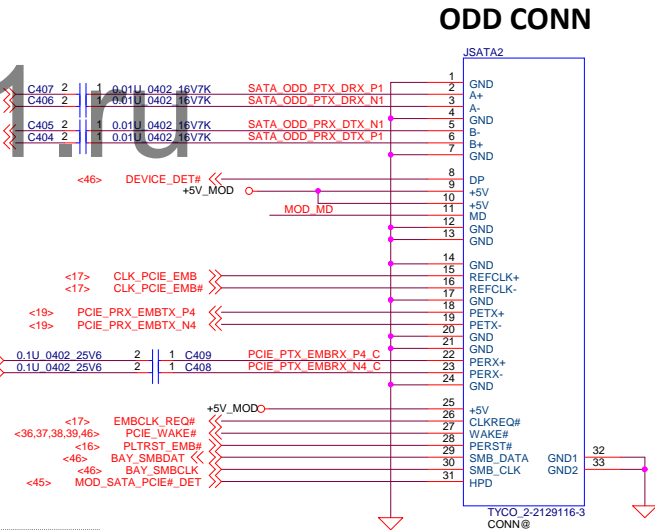 ODD CONN
JSATA2
1 GND
C407 2 1 0.01U_0402_16V7K SATA_ODD_PTX_DRX_P1 2 A+
C406 2 1 0.01U_0402_16V7K SATA_ODD_PTX_DRX_N1 3 A-
4 GND
C405 2 1 0.01U_0402_16V7K SATA_ODD_PRX_DTX_N1 5 B-
C404 2 1 0.01U_0402_16V7K SATA_ODD_PRX_DTX_P1 6 B+
7 GND
1.ru
<46> DEVICE_DET# 8 DP
+5V_MOD 9 +5V
10 +5V
MOD_MD 11 MD
12 GND
13 GND
14 GND
<17> CLK_PCIE_EMB 15 REFCLK+
<17> CLK_PCIE_EMB# 16 REFCLK-
17 GND
<19> PCIE_PRX_EMBTX_P4 18 PETX+
<19> PCIE_PRX_EMBTX_N4 19 PETX-
20 GND
21 GND
0.1U_0402_25V6 2 1 C409 PCIE_PTX_EMBRX_P4_C 22 PERX+
0.1U_0402_25V6 2 1 C408 PCIE_PTX_EMBRX_N4_C 23 PERX-
24 GND
+5V_MOD 25 +5V
<17> EMBCLK_REQ# 26 CLKREQ#
<36,37,38,39,46> PCIE_WAKE# 27 WAKE#
<16> PLTRST_EMB# 28 PERST#
<46> BAY_SMBDAT 29 SMB_DATA GND1 32
<46> BAY_SMBCLK 30 SMB_CLK GND2 33
<45> MOD_SATA_PCIE#_DET 31 HPD
TYCO_2-2129116-3
CONN@